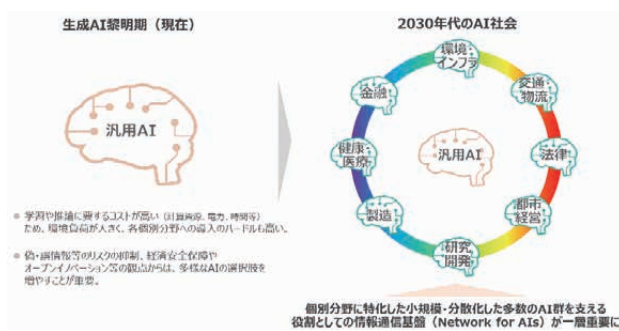 生成AI黎明期（現在）
汎用AI
● 学習や推論に要するコストが高い（計算資源、電力、時間等）
ため、環境負荷が大きく、各個別分野への導入のハードルも高い。
● 偽・誤情報等のリスクの抑制、経済安全保障や
オープンイノベーション等の観点からは、多様なAIの選択肢を
増やすことが重要。
2030年代のAI社会
環境・
インフラ
金融
交通・
物流
健康・
医療
汎用AI
法律
製造
都市
経営
研究
開発
個別分野に特化した小規模・分散化した多数のAI群を支える
役割としての情報通信基盤（Network for AIs）が一層重要に